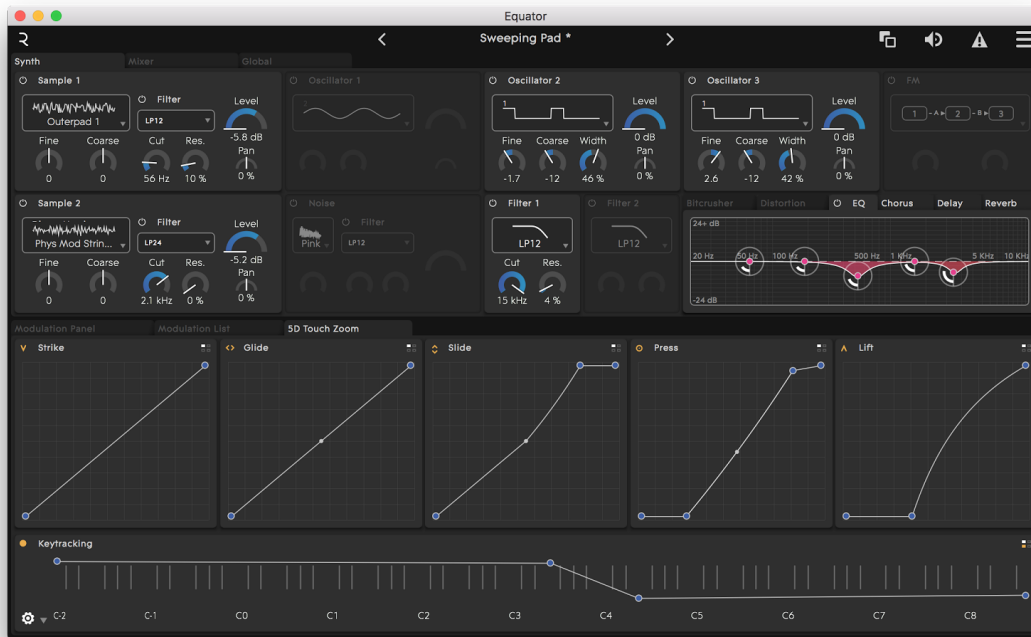 Equator
Sweeping Pad *
Synth Mixer Global
Sample 1
Outerpad 1
Filter
LP12
Level
-5.8 dB
Fine Coarse Cut Res. Pan
0 0 56 Hz 10 % 0 %
Oscillator 1
2
Oscillator 2
1
Level
0 dB
Fine Coarse Width Pan
-1.7 -12 46 % 0 %
Oscillator 3
1
Level
0 dB
Fine Coarse Width Pan
2.6 -12 42 % 0 %
FM
1 - A 2 - B 3
Sample 2
Phys Mod Strin...
Filter
LP24
Level
-5.2 dB
Fine Coarse Cut Res. Pan
0 0 2.1 kHz 0 % 0 %
Noise
Pink
Filter
LP12
Filter 1
LP12
Cut Res.
15 kHz 4 %
Filter 2
LP12
Bitcrusher Distortion EQ Chorus Delay Reverb
24+ dB
20 Hz 50 Hz 100 Hz 500 Hz 1 KHz 5 KHz 10 KHz
-24 dB
Modulation Panel Modulation List 5D Touch Zoom
Strike Glide Slide Press Lift
Keytracking
C-2 C-1 C0 C1 C2 C3 C4 C5 C6 C7 C8